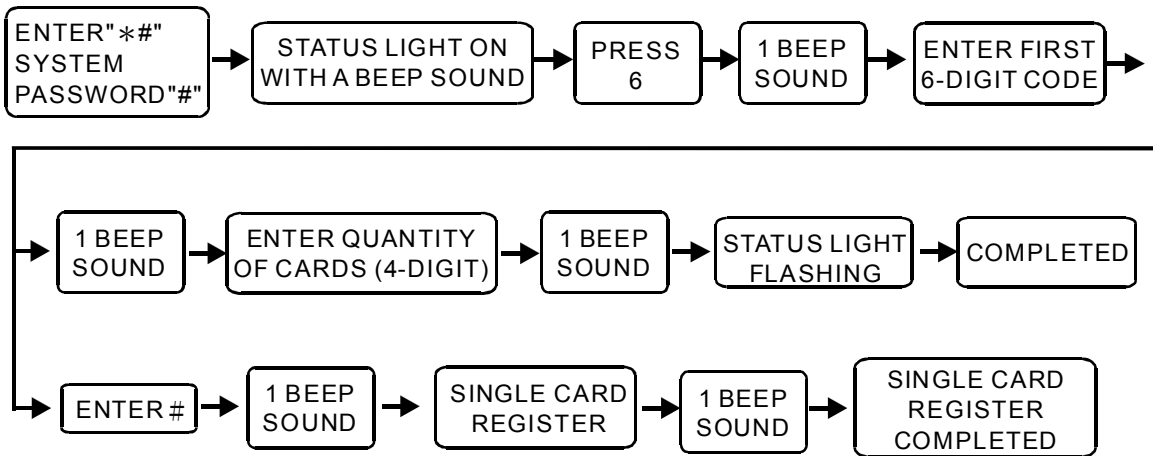 ENTER"*#"
SYSTEM
PASSWORD"#"
STATUS LIGHT ON
WITH A BEEP SOUND
PRESS
6
1 BEEP
SOUND
ENTER FIRST
6-DIGIT CODE
1 BEEP
SOUND
ENTER QUANTITY
OF CARDS (4-DIGIT)
1 BEEP
SOUND
STATUS LIGHT
FLASHING
COMPLETED
ENTER #
1 BEEP
SOUND
SINGLE CARD
REGISTER
1 BEEP
SOUND
SINGLE CARD
REGISTER
COMPLETED